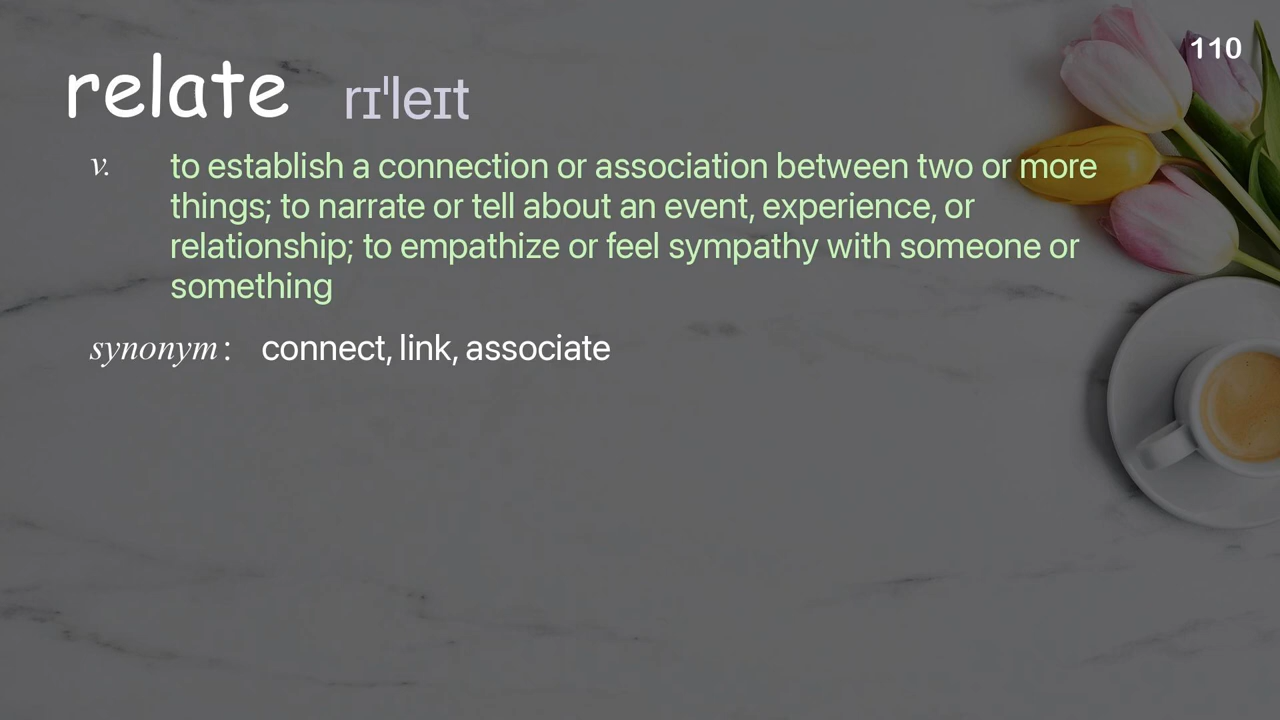 110
relate rɪˈleɪt
v. to establish a connection or association between two or more
things; to narrate or tell about an event, experience, or
relationship; to empathize or feel sympathy with someone or
something
synonym : connect, link, associate